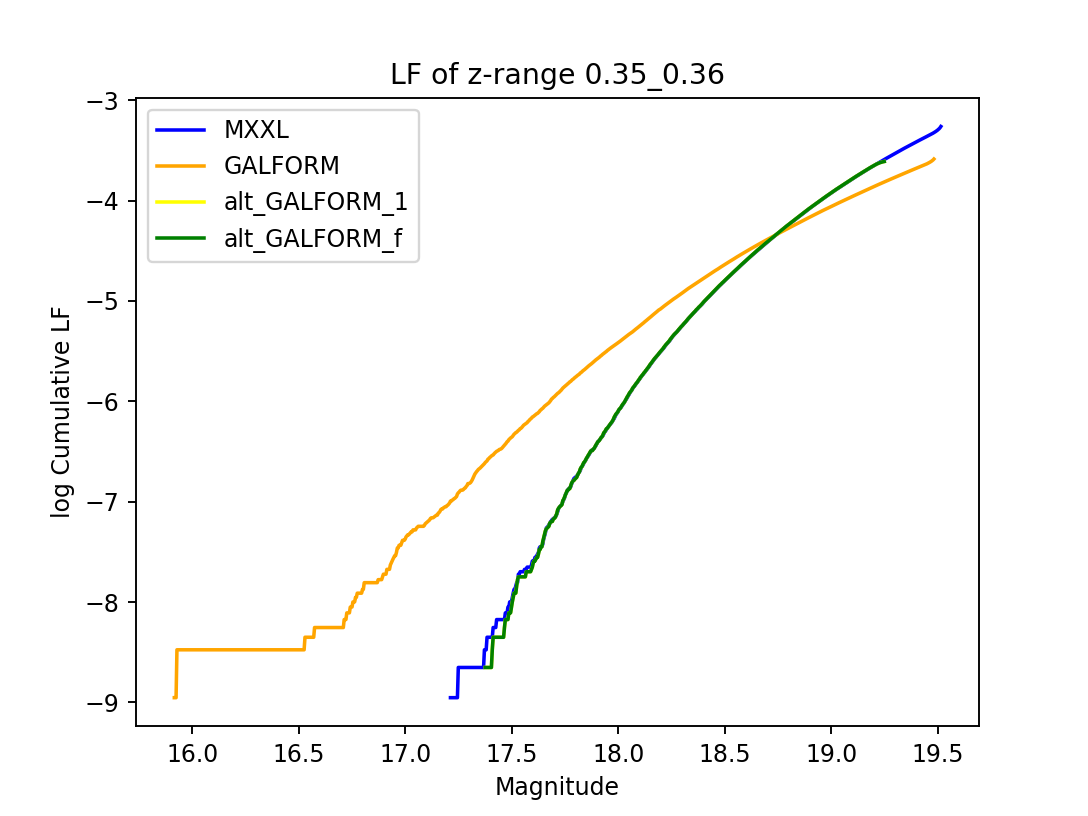 LF of z-range 0.35_0.36
MXXL
GALFORM
alt_GALFORM_1
alt_GALFORM_f
log Cumulative LF
−3
−4
−5
−6
−7
−8
−9
16.0 16.5 17.0 17.5 18.0 18.5 19.0 19.5
Magnitude